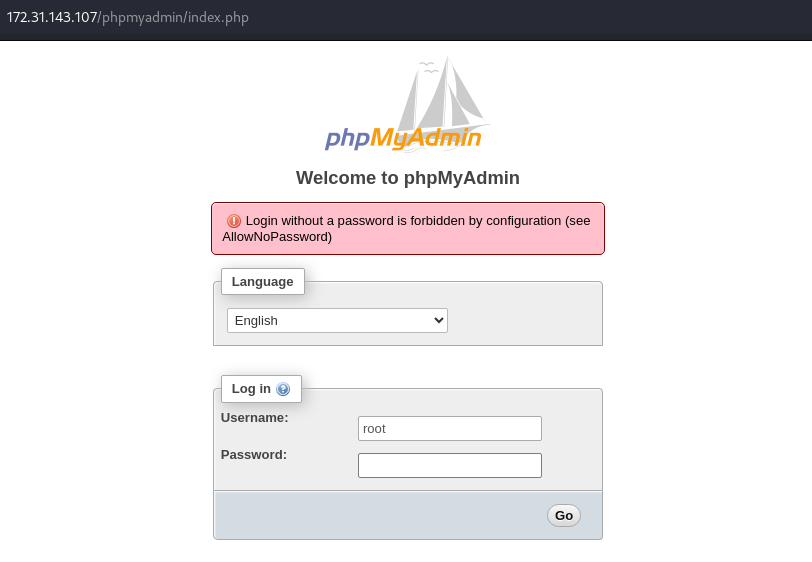 172.31.143.107/phpmyadmin/index.php
phpMyAdmin
Welcome to phpMyAdmin
Login without a password is forbidden by configuration (see
AllowNoPassword)
Language
English
Log in
Username:
root
Password:
Go